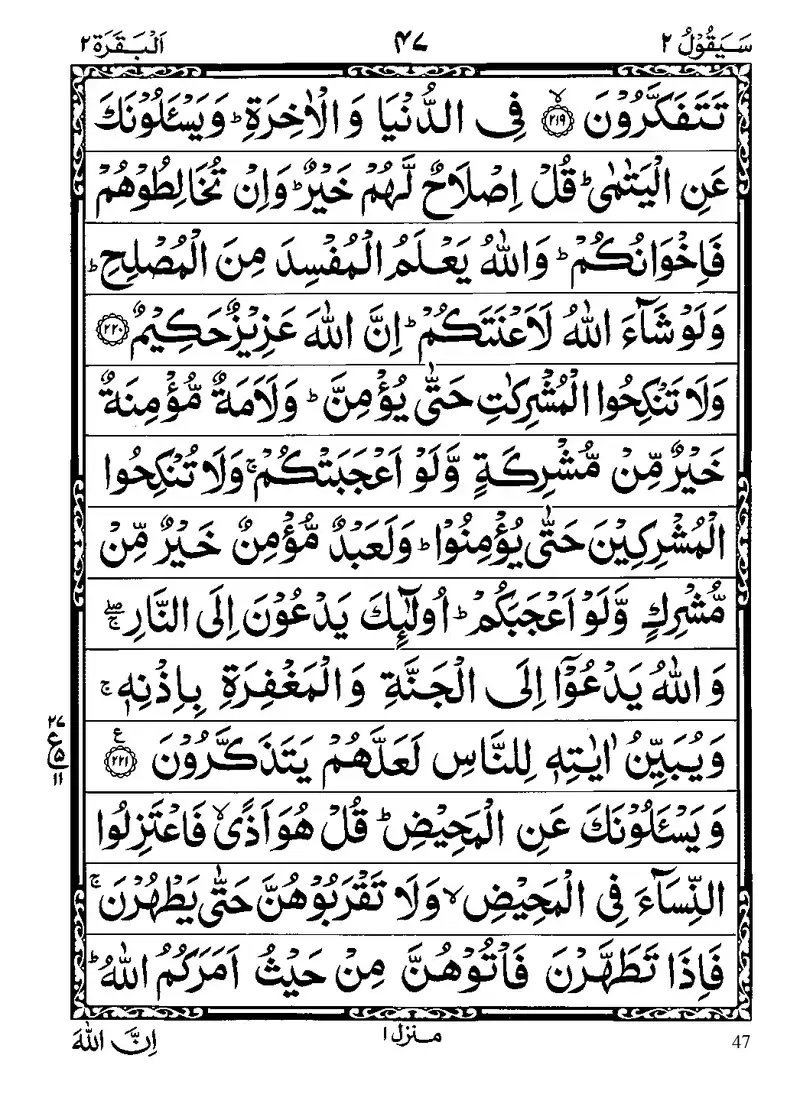 سَيَقُوْلُ ٢ ۴۷ اَلْبَقَرَة ٢
تَتَفَكَّرُوْنَ ﴿٢١٩﴾ۙ فِى الدُّنْيَا وَ الْاٰخِرَةِ ؕ وَ يَسْـَٔلُوْنَكَ
عَنِ الْيَتٰمٰى ؕ قُلْ اِصْلَاحٌ لَّهُمْ خَيْرٌ ؕ وَ اِنْ تُخَالِطُوْهُمْ
فَاِخْوَانُكُمْ ؕ وَ اللّٰهُ يَعْلَمُ الْمُفْسِدَ مِنَ الْمُصْلِحِ ؕ
وَ لَوْ شَآءَ اللّٰهُ لَاَعْنَتَكُمْ ؕ اِنَّ اللّٰهَ عَزِيْزٌ حَكِيْمٌ ﴿٢٢٠﴾
وَ لَا تَنْكِحُوا الْمُشْرِكٰتِ حَتّٰى يُؤْمِنَّ ؕ وَ لَاَمَةٌ مُّؤْمِنَةٌ
خَيْرٌ مِّنْ مُّشْرِكَةٍ وَّ لَوْ اَعْجَبَتْكُمْ ۚ وَ لَا تُنْكِحُوا
الْمُشْرِكِيْنَ حَتّٰى يُؤْمِنُوْا ؕ وَ لَعَبْدٌ مُّؤْمِنٌ خَيْرٌ مِّنْ
مُّشْرِكٍ وَّ لَوْ اَعْجَبَكُمْ ؕ اُولٰٓئِكَ يَدْعُوْنَ اِلَى النَّارِ ۖۚ
وَ اللّٰهُ يَدْعُوْۤا اِلَى الْجَنَّةِ وَ الْمَغْفِرَةِ بِاِذْنِهٖ ۚ
وَ يُبَيِّنُ اٰيٰتِهٖ لِلنَّاسِ لَعَلَّهُمْ يَتَذَكَّرُوْنَ ﴿٢٢١﴾ ع
٢٧
ع ۵
١١
وَ يَسْـَٔلُوْنَكَ عَنِ الْمَحِيْضِ ؕ قُلْ هُوَ اَذًى ۙ فَاعْتَزِلُوا
النِّسَآءَ فِى الْمَحِيْضِ ۙ وَ لَا تَقْرَبُوْهُنَّ حَتّٰى يَطْهُرْنَ ۚ
فَاِذَا تَطَهَّرْنَ فَاْتُوْهُنَّ مِنْ حَيْثُ اَمَرَكُمُ اللّٰهُ ؕ
47 منزل ١ اِنَّ اللّٰهَ